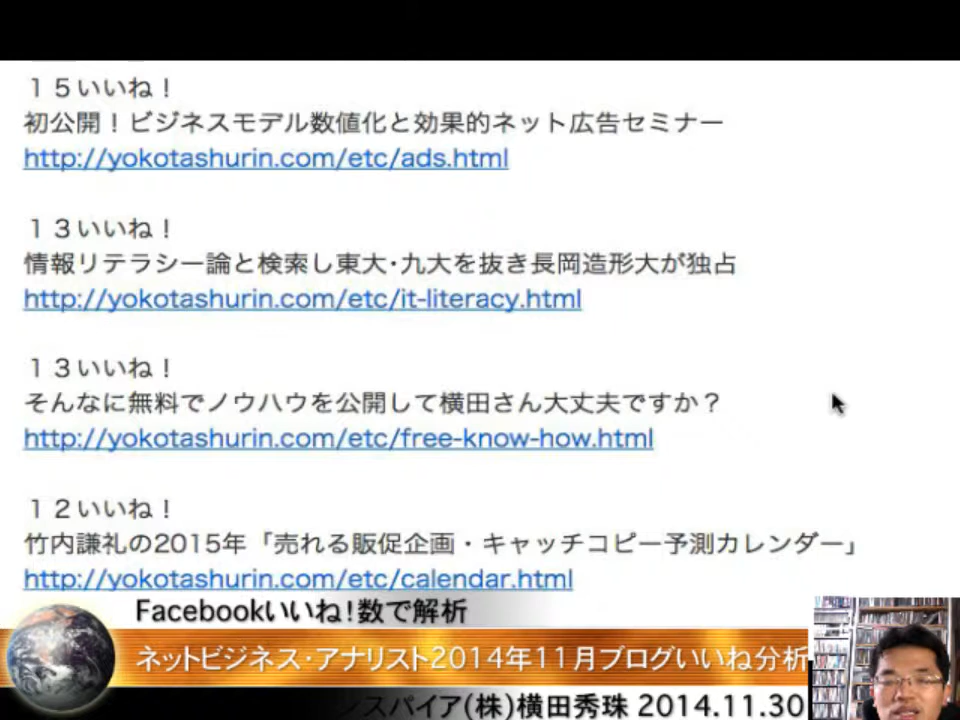 １５いいね！
初公開！ビジネスモデル数値化と効果的ネット広告セミナー
http://yokotashurin.com/etc/ads.html
１３いいね！
情報リテラシー論と検索し東大・九大を抜き長岡造形大が独占
http://yokotashurin.com/etc/it-literacy.html
１３いいね！
そんなに無料でノウハウを公開して横田さん大丈夫ですか？
http://yokotashurin.com/etc/free-know-how.html
１２いいね！
竹内謙礼の2015年「売れる販促企画・キャッチコピー予測カレンダー」
http://yokotashurin.com/etc/calendar.html
Facebookいいね！数で解析
ネットビジネス・アナリスト2014年11月ブログいいね分析
ンスパイア(株)横田秀珠 2014.11.30